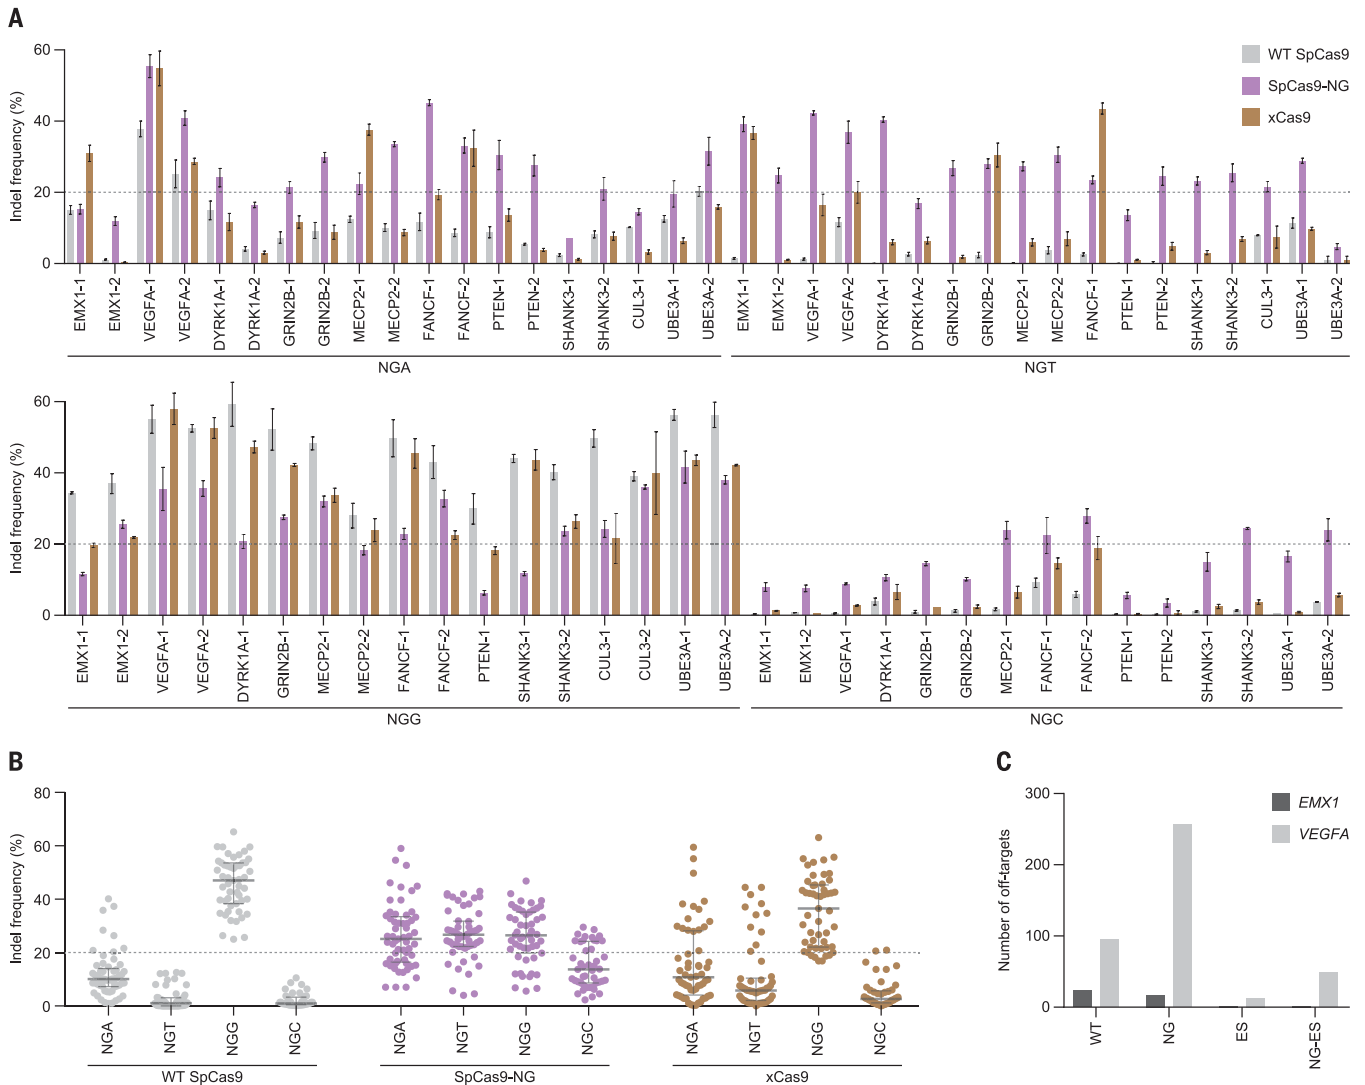 A
Indel frequency (%)
60
40
20
0
WT SpCas9
SpCas9-NG
xCas9
EMX1-1
EMX1-2
VEGFA-1
VEGFA-2
DYRK1A-1
DYRK1A-2
GRIN2B-1
GRIN2B-2
MECP2-1
MECP2-2
FANCF-1
FANCF-2
PTEN-1
PTEN-2
SHANK3-1
SHANK3-2
CUL3-1
UBE3A-1
UBE3A-2
NGA
EMX1-1
EMX1-2
VEGFA-1
VEGFA-2
DYRK1A-1
DYRK1A-2
GRIN2B-1
GRIN2B-2
MECP2-1
MECP2-2
FANCF-1
PTEN-1
PTEN-2
SHANK3-1
SHANK3-2
CUL3-1
UBE3A-1
UBE3A-2
NGT
Indel frequency (%)
60
40
20
0
EMX1-1
EMX1-2
VEGFA-1
VEGFA-2
DYRK1A-1
GRIN2B-1
MECP2-1
MECP2-2
FANCF-1
FANCF-2
PTEN-1
SHANK3-1
SHANK3-2
CUL3-1
CUL3-2
UBE3A-1
UBE3A-2
NGG
EMX1-1
EMX1-2
VEGFA-1
DYRK1A-1
GRIN2B-1
GRIN2B-2
MECP2-1
FANCF-1
FANCF-2
PTEN-1
PTEN-2
SHANK3-1
SHANK3-2
UBE3A-1
UBE3A-2
NGC
B
Indel frequency (%)
80
60
40
20
0
NGA
NGT
NGG
NGC
WT SpCas9
NGA
NGT
NGG
NGC
SpCas9-NG
NGA
NGT
NGG
NGC
xCas9
C
Number of off-targets
300
200
100
0
EMX1
VEGFA
WT
NG
ES
NG-ES